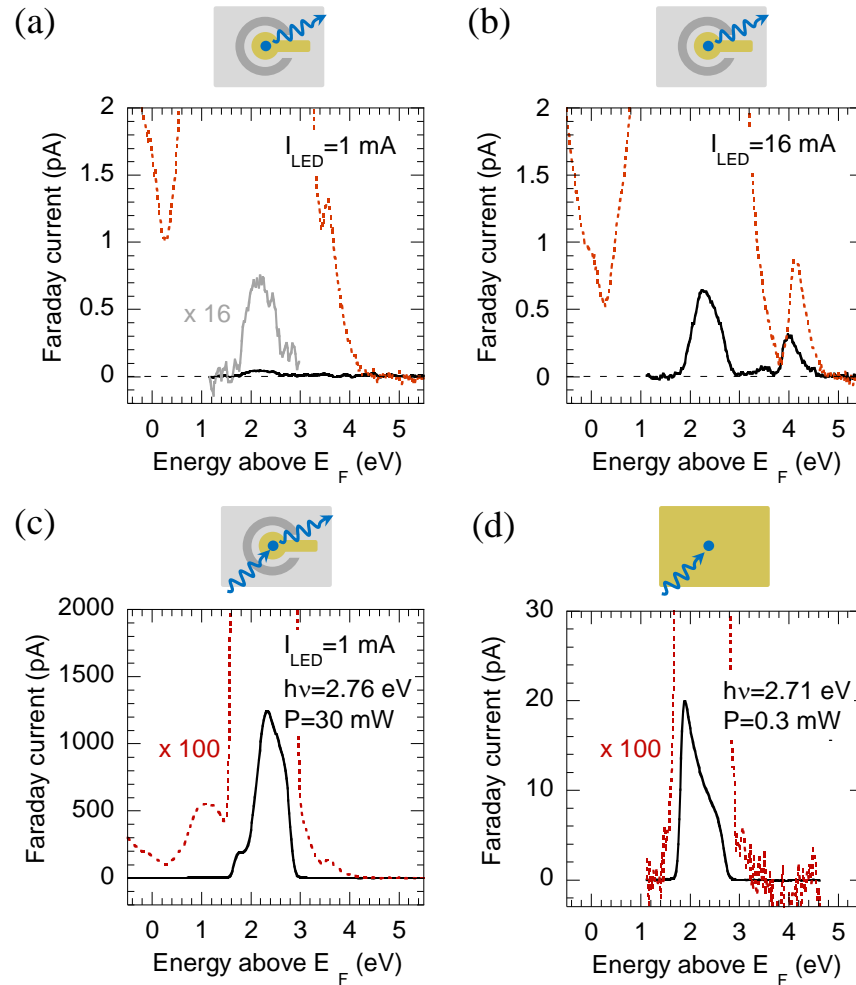 (a)
(b)
2
1.5
1
0.5
0
Faraday current (pA)
I LED=1 mA
x 16
0 1 2 3 4 5
Energy above E F (eV)
2
1.5
1
0.5
0
Faraday current (pA)
I LED=16 mA
0 1 2 3 4 5
Energy above E F (eV)
(c)
(d)
2000
1500
1000
500
0
Faraday current (pA)
I LED=1 mA
hν=2.76 eV
P=30 mW
x 100
0 1 2 3 4 5
Energy above E F (eV)
30
20
10
0
Faraday current (pA)
hν=2.71 eV
P=0.3 mW
x 100
0 1 2 3 4 5
Energy above E F (eV)